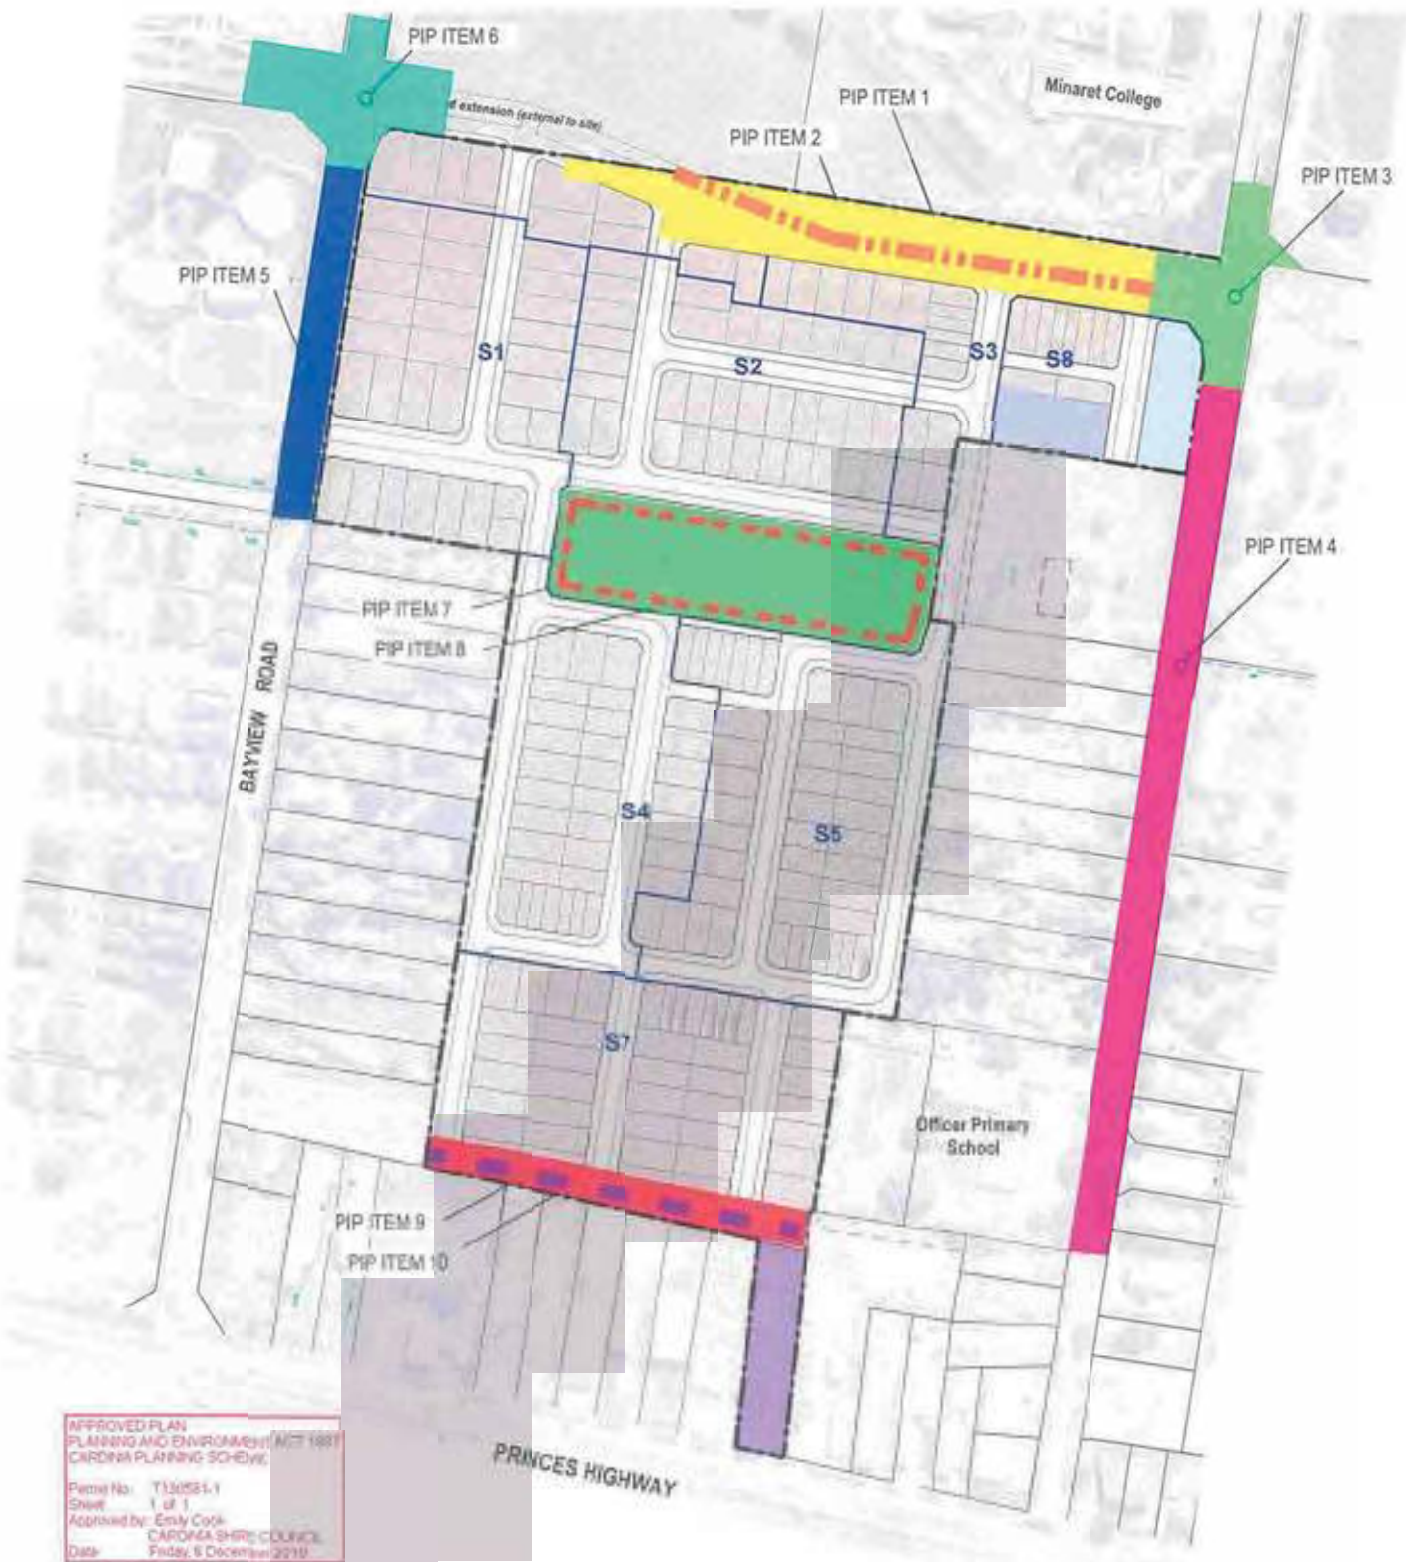 PIP ITEM 6
Minaret College
PIP ITEM 1
extension (external to site)
PIP ITEM 2
PIP ITEM 3
PIP ITEM 5
S1
S2
S3
S8
PIP ITEM 4
PIP ITEM 7
PIP ITEM 8
BAYVIEW ROAD
S4
S5
S7
Officer Primary
School
PIP ITEM 9
PIP ITEM 10
PRINCES HIGHWAY
APPROVED PLAN
PLANNING AND ENVIRONMENT ACT 1987
CARDINIA PLANNING SCHEME
Permit No: T130581-1
Sheet 1 of 1
Approved by: Emily Cook
CARDINIA SHIRE COUNCIL
Date: Friday, 6 December 2019